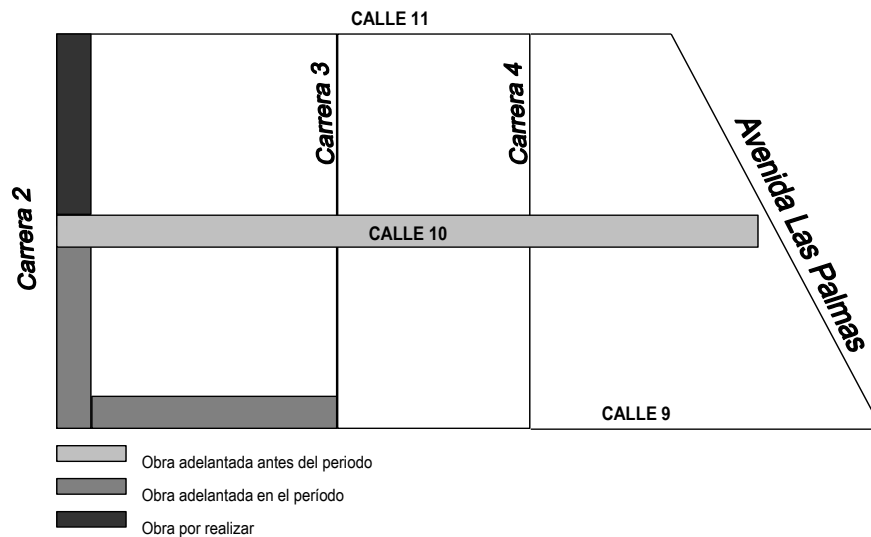 CALLE 11
Carrera 3
Carrera 4
Avenida Las Palmas
Carrera 2
CALLE 10
CALLE 9
Obra adelantada antes del periodo
Obra adelantada en el período
Obra por realizar